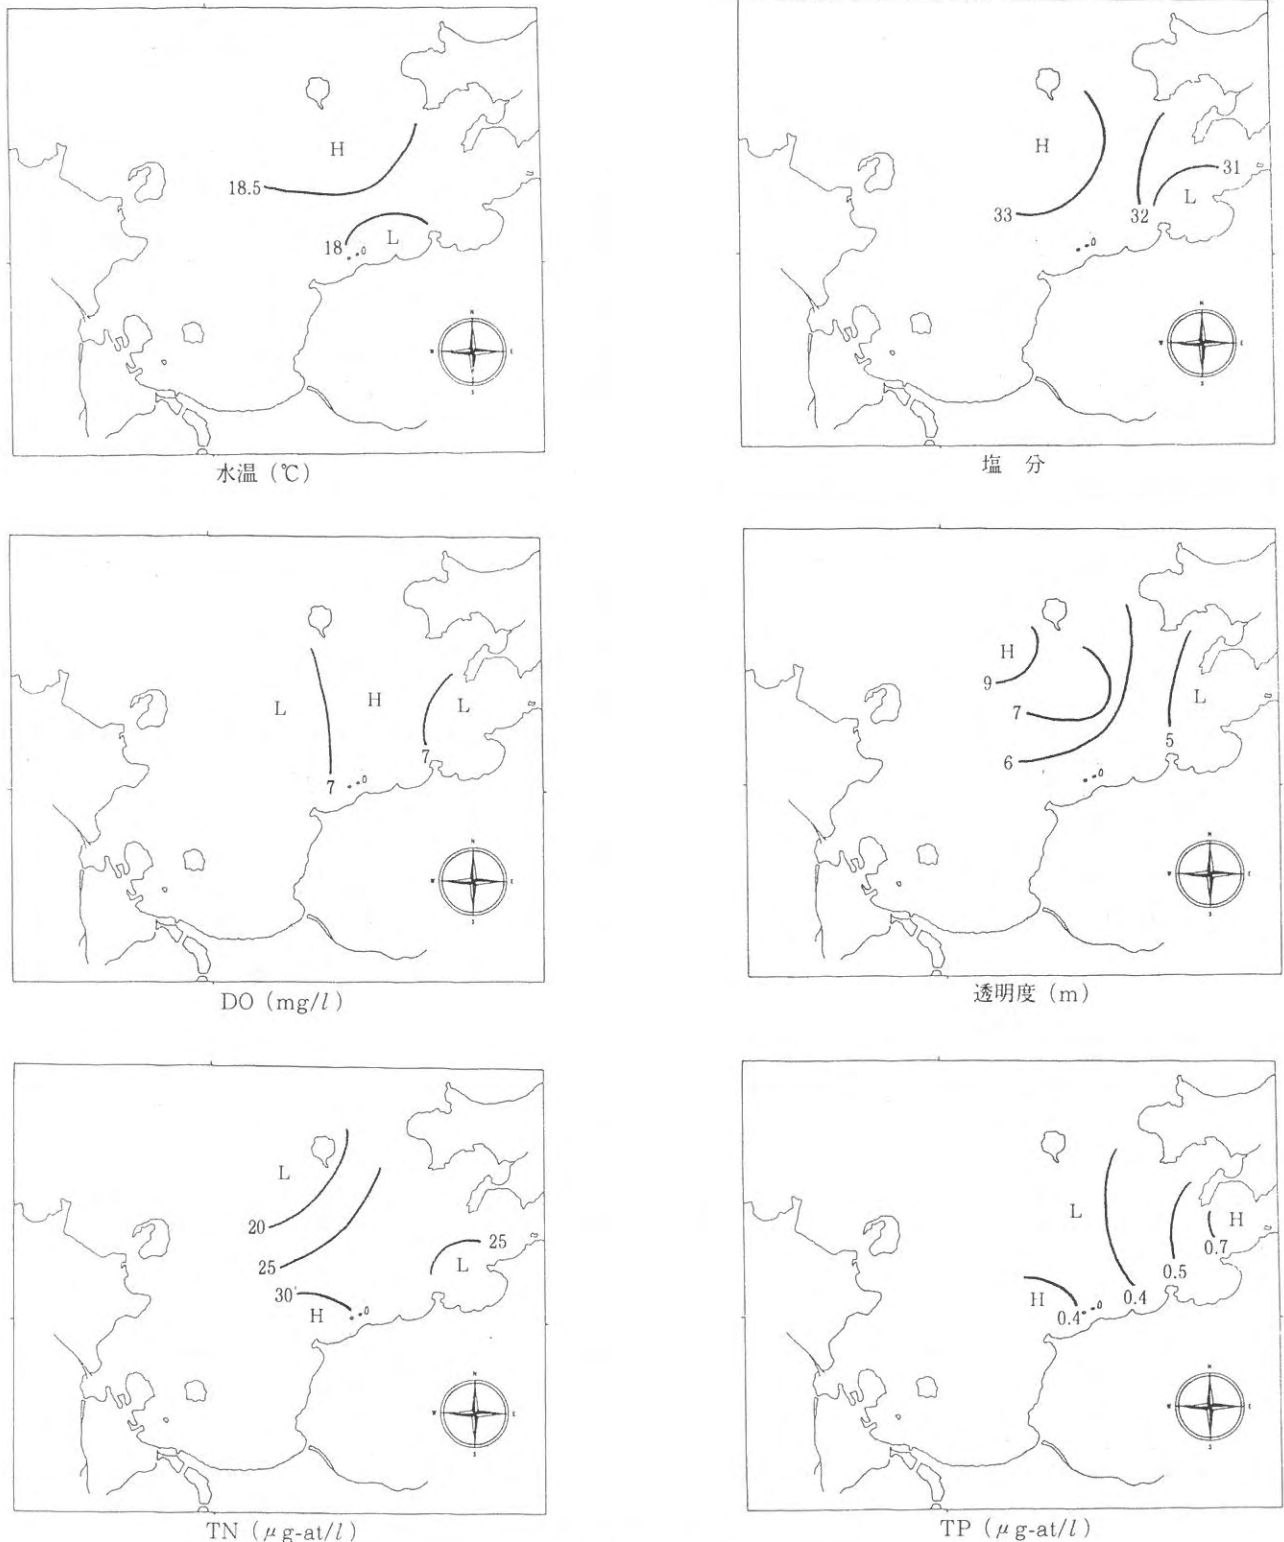 H
18.5
18
L
N
W
E
S
水温 (℃)
H
33
32
31
L
N
W
E
S
塩 分
L
H
L
7
7
N
W
E
S
DO (mg/l)
H
9
7
6
L
5
N
W
E
S
透明度 (m)
L
20
25
30
H
25
L
N
W
E
S
TN (μg-at/l)
L
H
0.7
0.5
0.4
H
0.4
N
W
E
S
TP (μg-at/l)